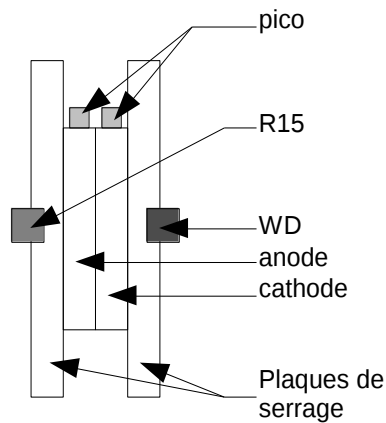 pico
R15
WD
anode
cathode
Plaques de
serrage